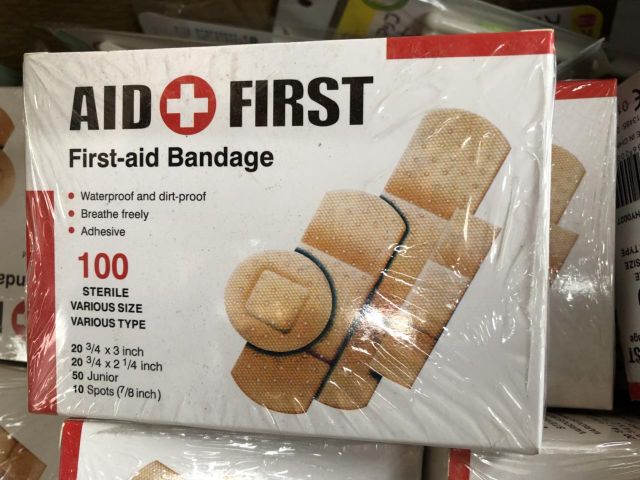 AID FIRST
First-aid Bandage
Waterproof and dirt-proof
Breathe freely
Adhesive
100
STERILE
VARIOUS SIZE
VARIOUS TYPE
20 3/4 x 3 inch
20 3/4 x 2 1/4 inch
50 Junior
10 Spots (7/8 inch)